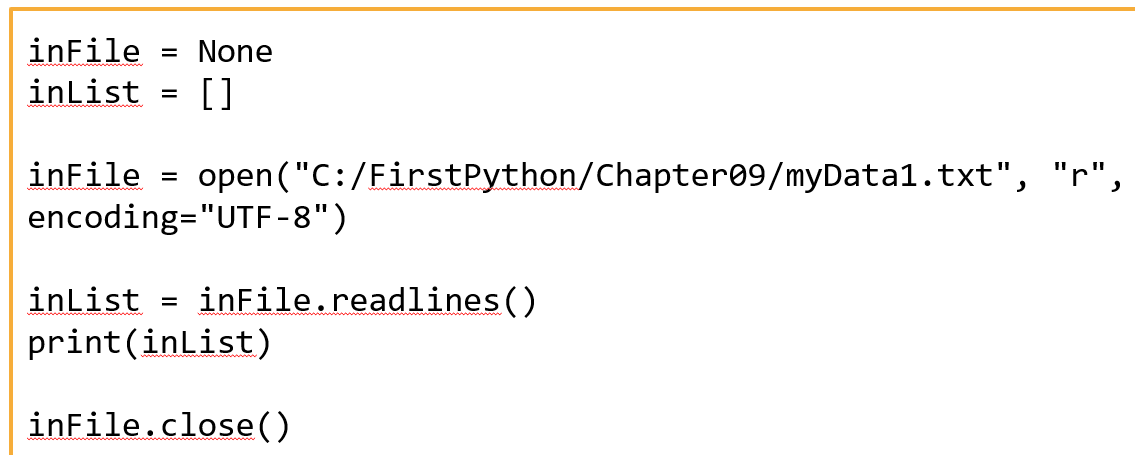 inFile = None
inList = []
inFile = open("C:/FirstPython/Chapter09/myData1.txt", "r",
encoding="UTF-8")
inList = inFile.readlines()
print(inList)
inFile.close()